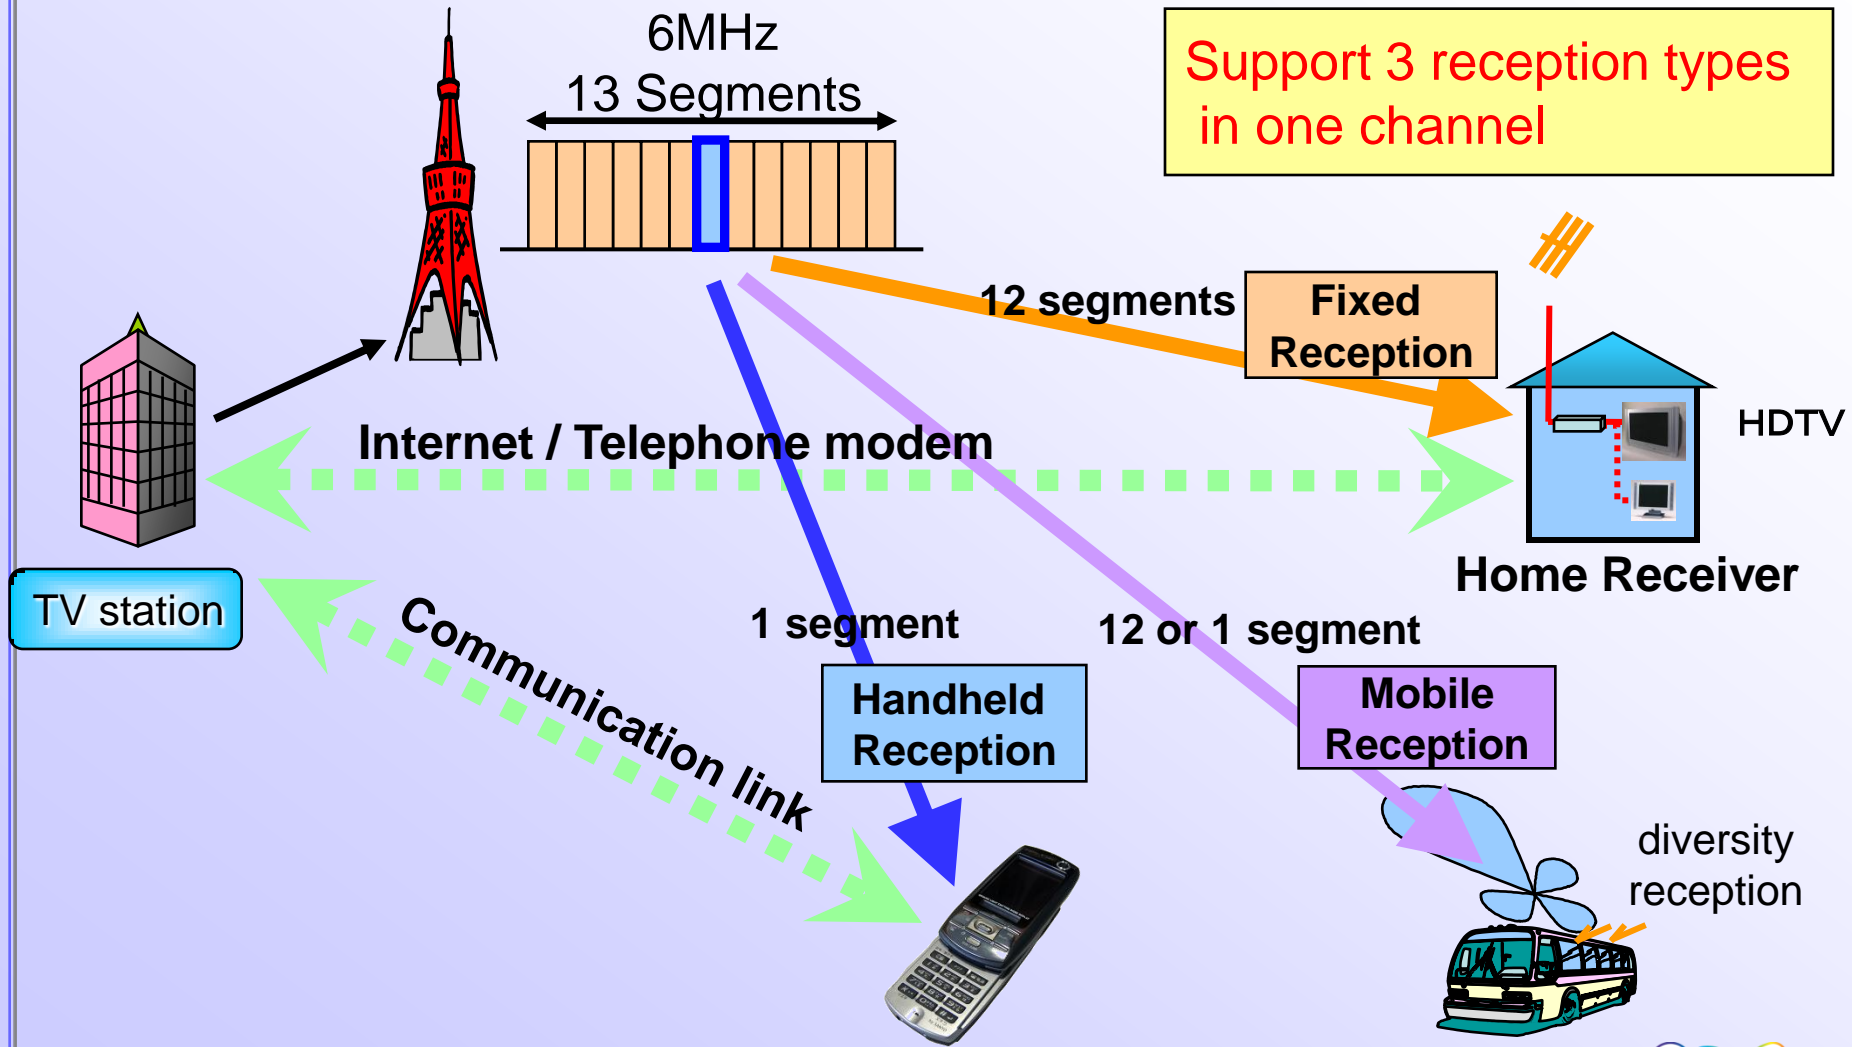 6MHz
13 Segments
Support 3 reception types
in one channel
12 segments
Fixed
Reception
HDTV
Internet / Telephone modem
Home Receiver
TV station
Communication link
1 segment
12 or 1 segment
Handheld
Reception
Mobile
Reception
diversity
reception